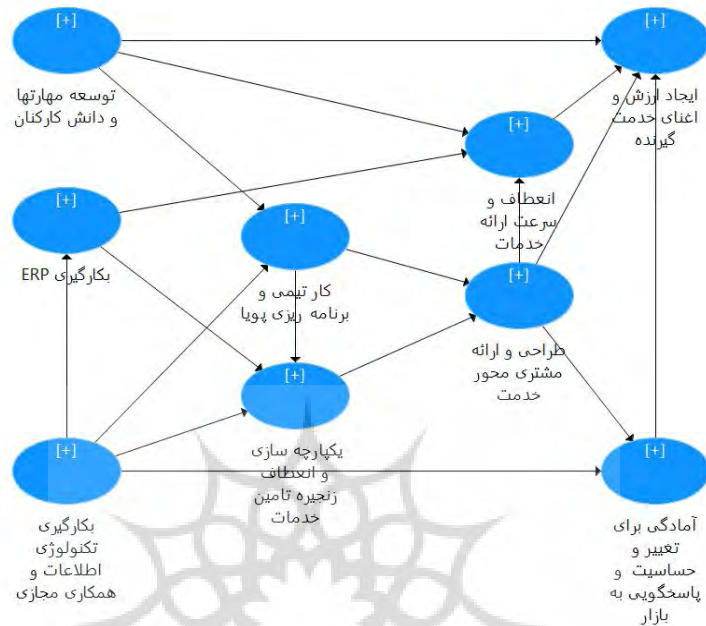 [+]
توسعه مهارتها
و دانش کارکنان
[+]
ایجاد ارزش و
اغنای خدمت
گیرنده
[+]
انعطاف و
سرعت ارائه
خدمات
[+]
بکارگیری ERP
[+]
کار تیمی و
برنامه ریزی پویا
[+]
طراحی و ارائه
مشتری محور
خدمت
[+]
یکپارچه سازی
و انعطاف
زنجیره تامین
خدمات
[+]
بکارگیری
تکنولوژی
اطلاعات و
همکاری مجازی
[+]
آمادگی برای
تغییر و
حساسیت و
پاسخگویی به
بازار